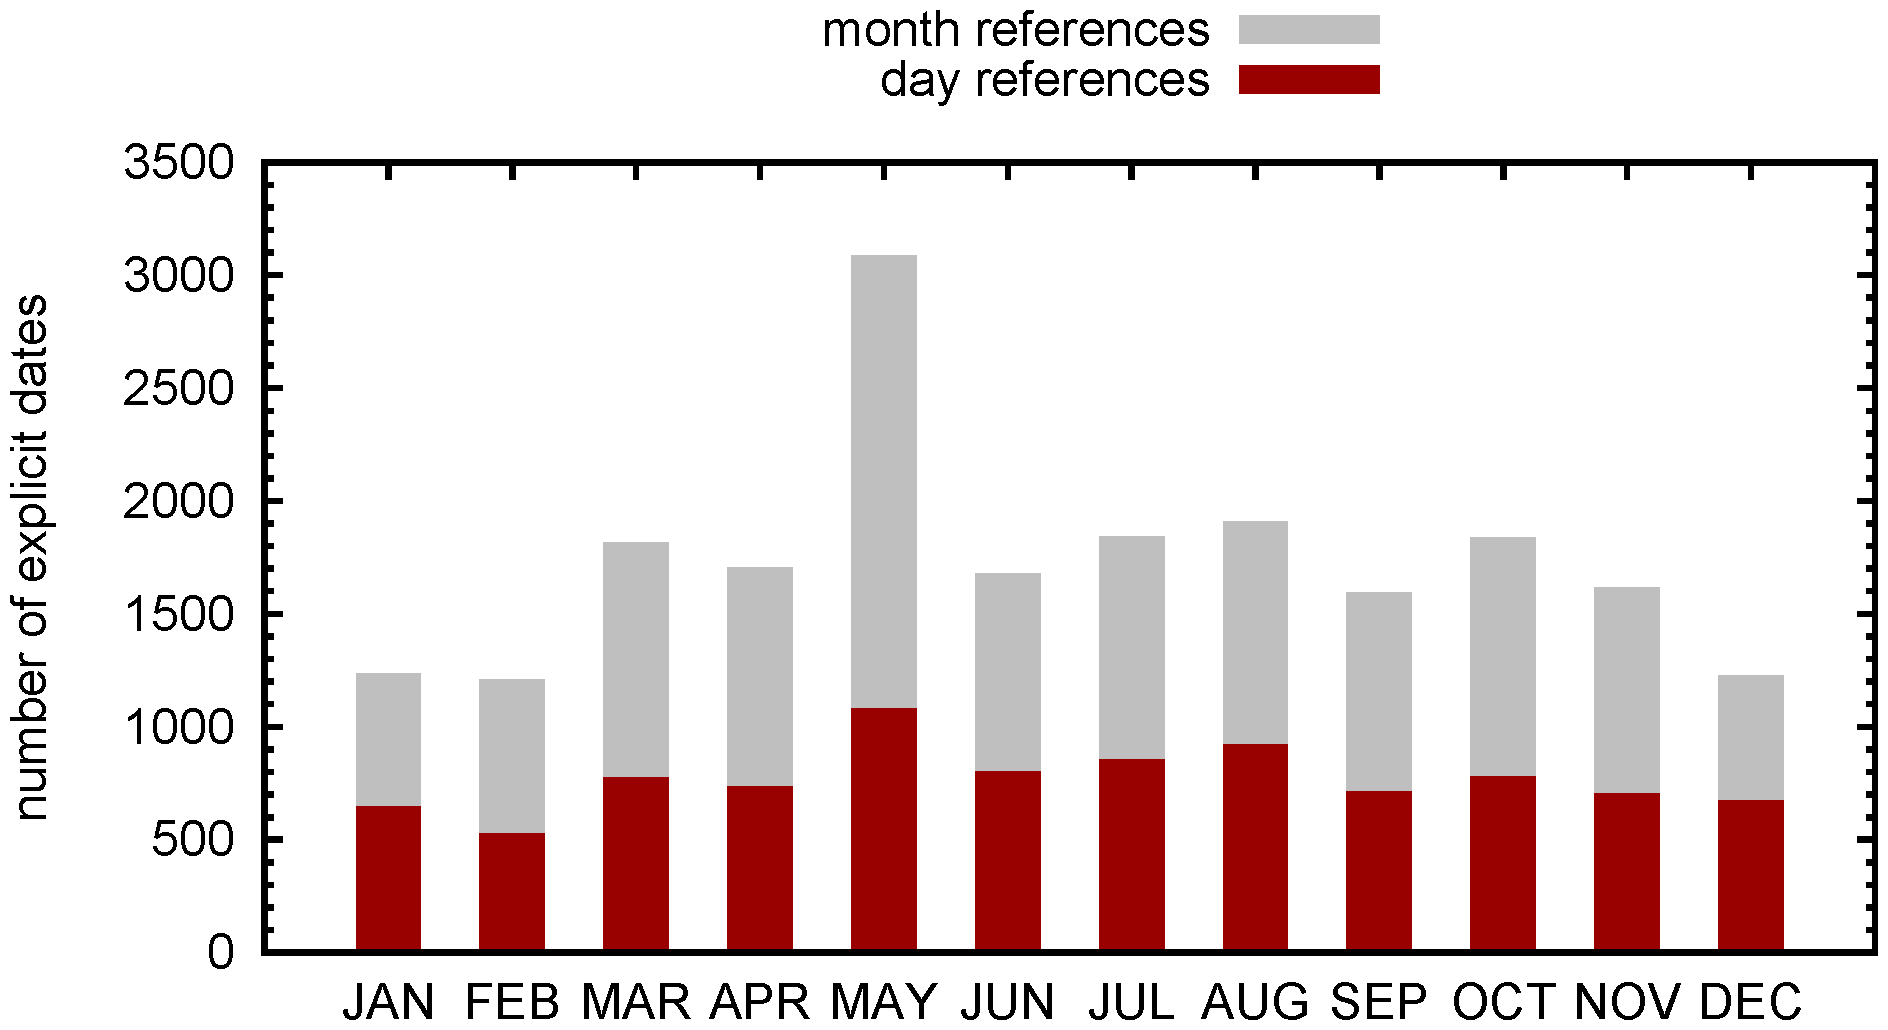 month references
day references
3500
3000
2500
2000
1500
1000
500
0
number of explicit dates
JAN FEB MAR APR MAY JUN JUL AUG SEP OCT NOV DEC